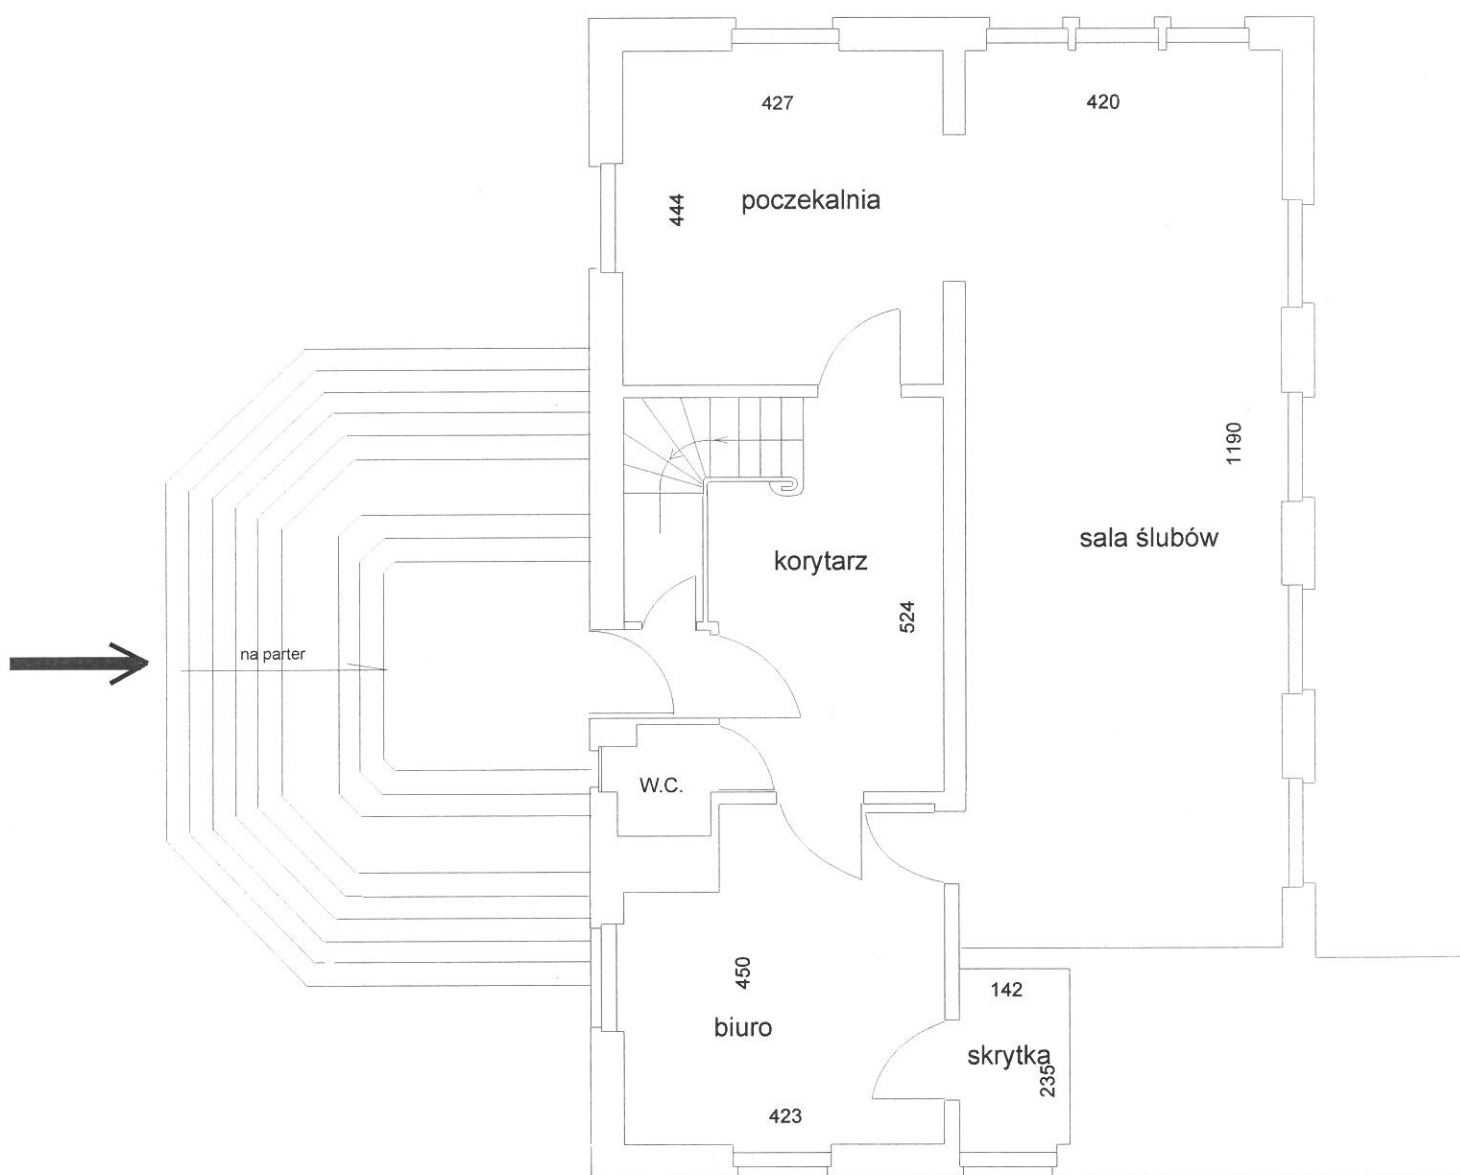 427
420
444
poczekalnia
1190
sala ślubów
korytarz
524
na parter
W.C.
450
142
biuro
skrytka
235
423